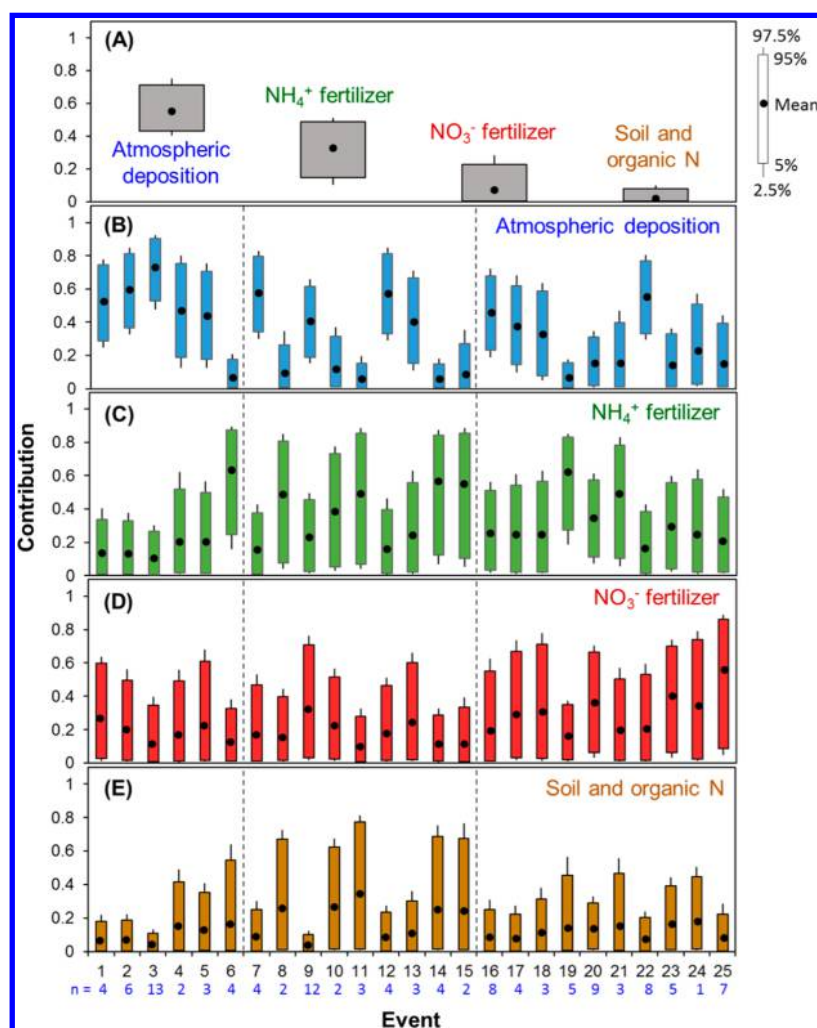 (A)
1
0.8
0.6
0.4
0.2
0
Atmospheric
deposition
NH₄⁺ fertilizer
NO₃⁻ fertilizer
Soil and
organic N
97.5%
95%
Mean
5%
2.5%
(B)
Atmospheric deposition
1
0.8
0.6
0.4
0.2
0
(C)
NH₄⁺ fertilizer
1
0.8
0.6
0.4
0.2
0
Contribution
(D)
NO₃⁻ fertilizer
1
0.8
0.6
0.4
0.2
0
(E)
Soil and organic N
1
0.8
0.6
0.4
0.2
0
1 2 3 4 5 6 7 8 9 10 11 12 13 14 15 16 17 18 19 20 21 22 23 24 25
n = 4 6 13 2 3 4 4 2 12 2 3 4 3 4 2 8 4 3 5 9 3 8 5 1 7
Event